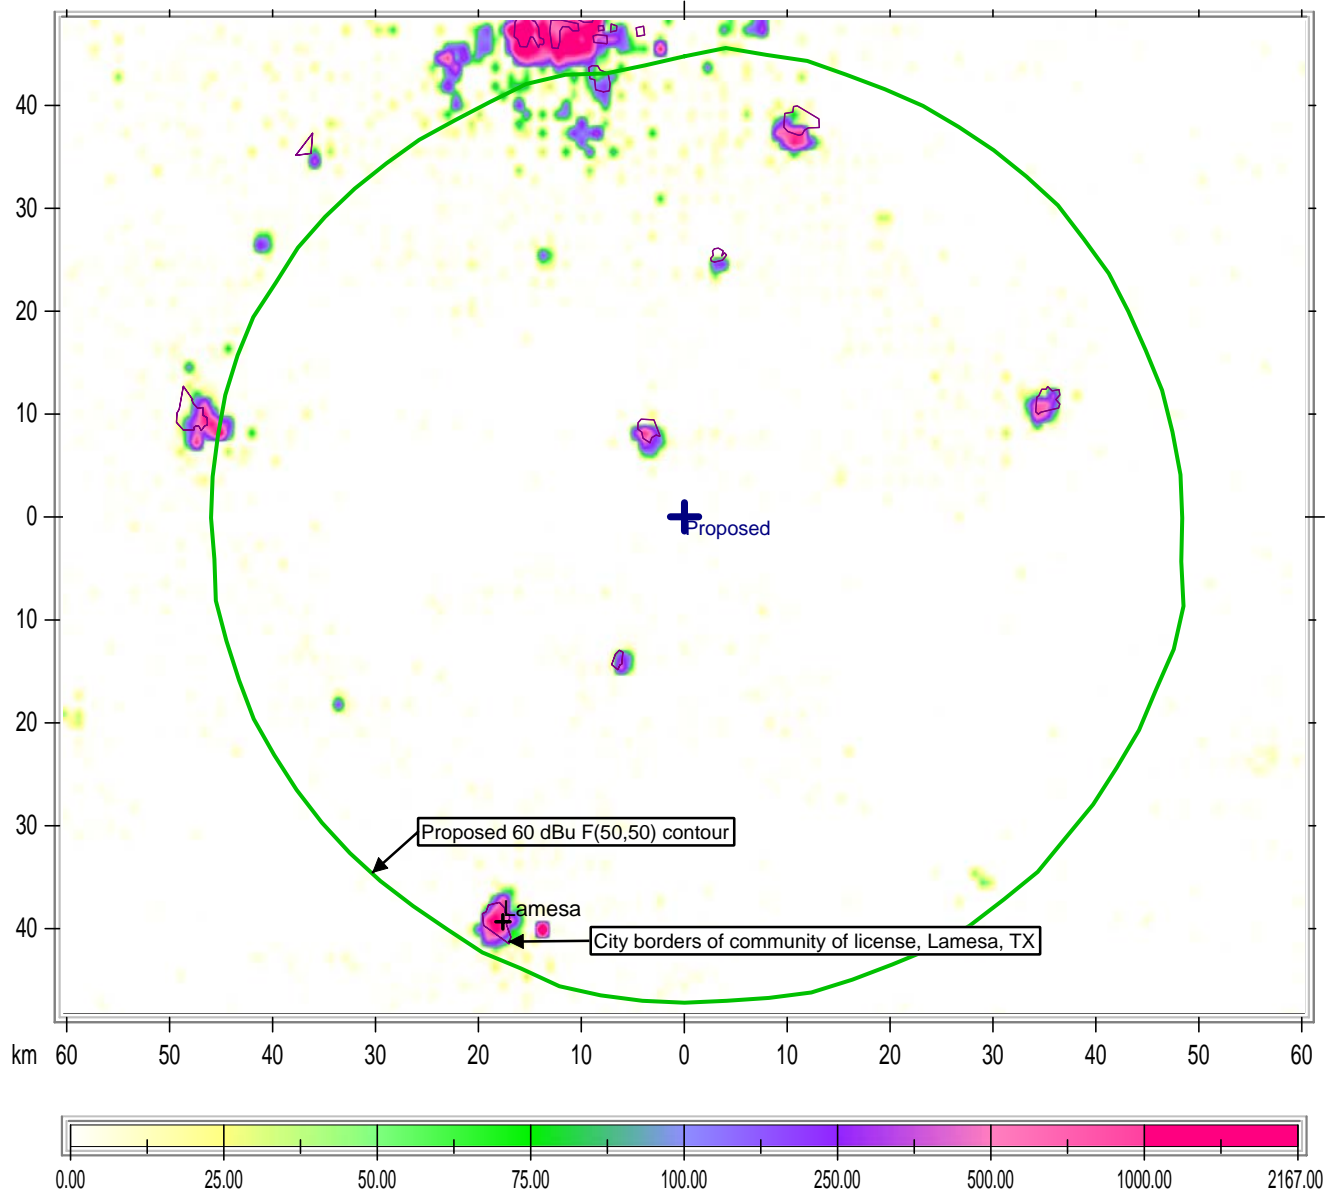 40
30
20
10
0
Proposed
10
20
30
Proposed 60 dBu F(50,50) contour
Lamesa
40
City borders of community of license, Lamesa, TX
km 60 50 40 30 20 10 0 10 20 30 40 50 60
0.00 25.00 50.00 75.00 100.00 250.00 500.00 1000.00 2167.00